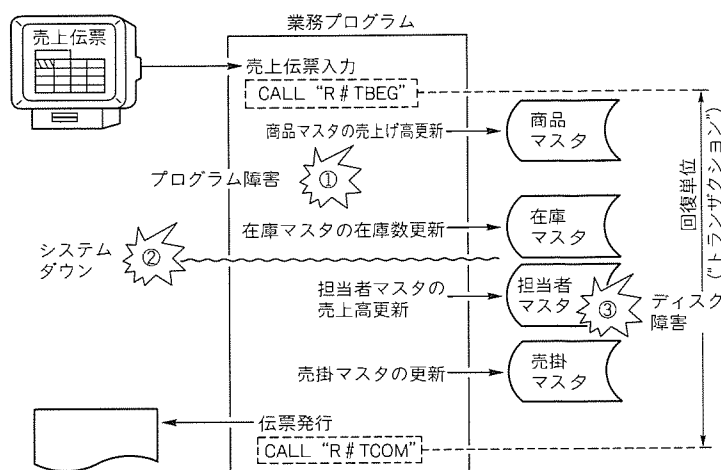 業務プログラム
売上伝票
売上伝票入力
CALL "R#TBEG"
商品マスタの売上げ高更新
商品
マスタ
プログラム障害
①
在庫マスタの在庫数更新
在庫
マスタ
システム
ダウン
②
担当者マスタの
売上高更新
担当者
マスタ
③
ディスク
障害
売掛マスタの更新
売掛
マスタ
伝票発行
CALL "R#TCOM"
回復単位
("トランザクション")